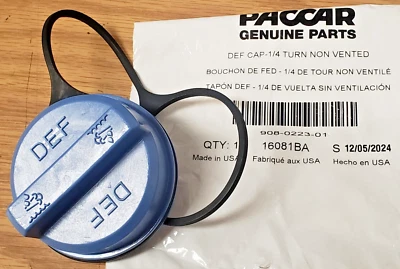 PACCAR
GENUINE PARTS
DEF CAP-1/4 TURN NON VENTED
BOUCHON DE FED - 1/4 DE TOUR NON VENTILÉ
TAPÓN DEF - 1/4 DE VUELTA SIN VENTILACIÓN
908-0223-01
QTY: 1 16081BA S 12/05/2024
Made in USA Fabriqué aux USA Hecho en USA
DEF
DEF